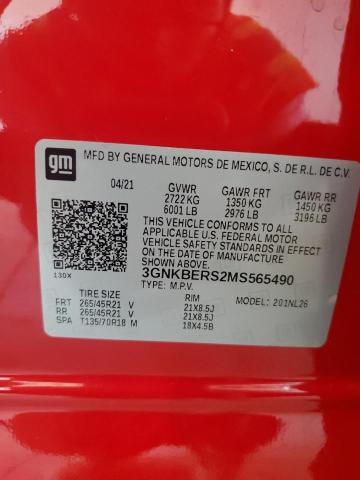 gm
MFD BY GENERAL MOTORS DE MEXICO, S. DE R.L. DE C.V.
04/21 GVWR GAWR FRT GAWR RR
2722 KG 1350 KG 1450 KG
6001 LB 2976 LB 3196 LB
THIS VEHICLE CONFORMS TO ALL
APPLICABLE U.S. FEDERAL MOTOR
VEHICLE SAFETY STANDARDS IN EFFECT
ON THE DATE OF MANUFACTURE
SHOWN ABOVE.
3GNKBERS2MS565490
130X TYPE: M.P.V.
MODEL: 201NL26
TIRE SIZE RIM
FRT 265/45R21 V 21X8.5J
RR 265/45R21 V 21X8.5J
SPA T135/70R18 M 18X4.5B